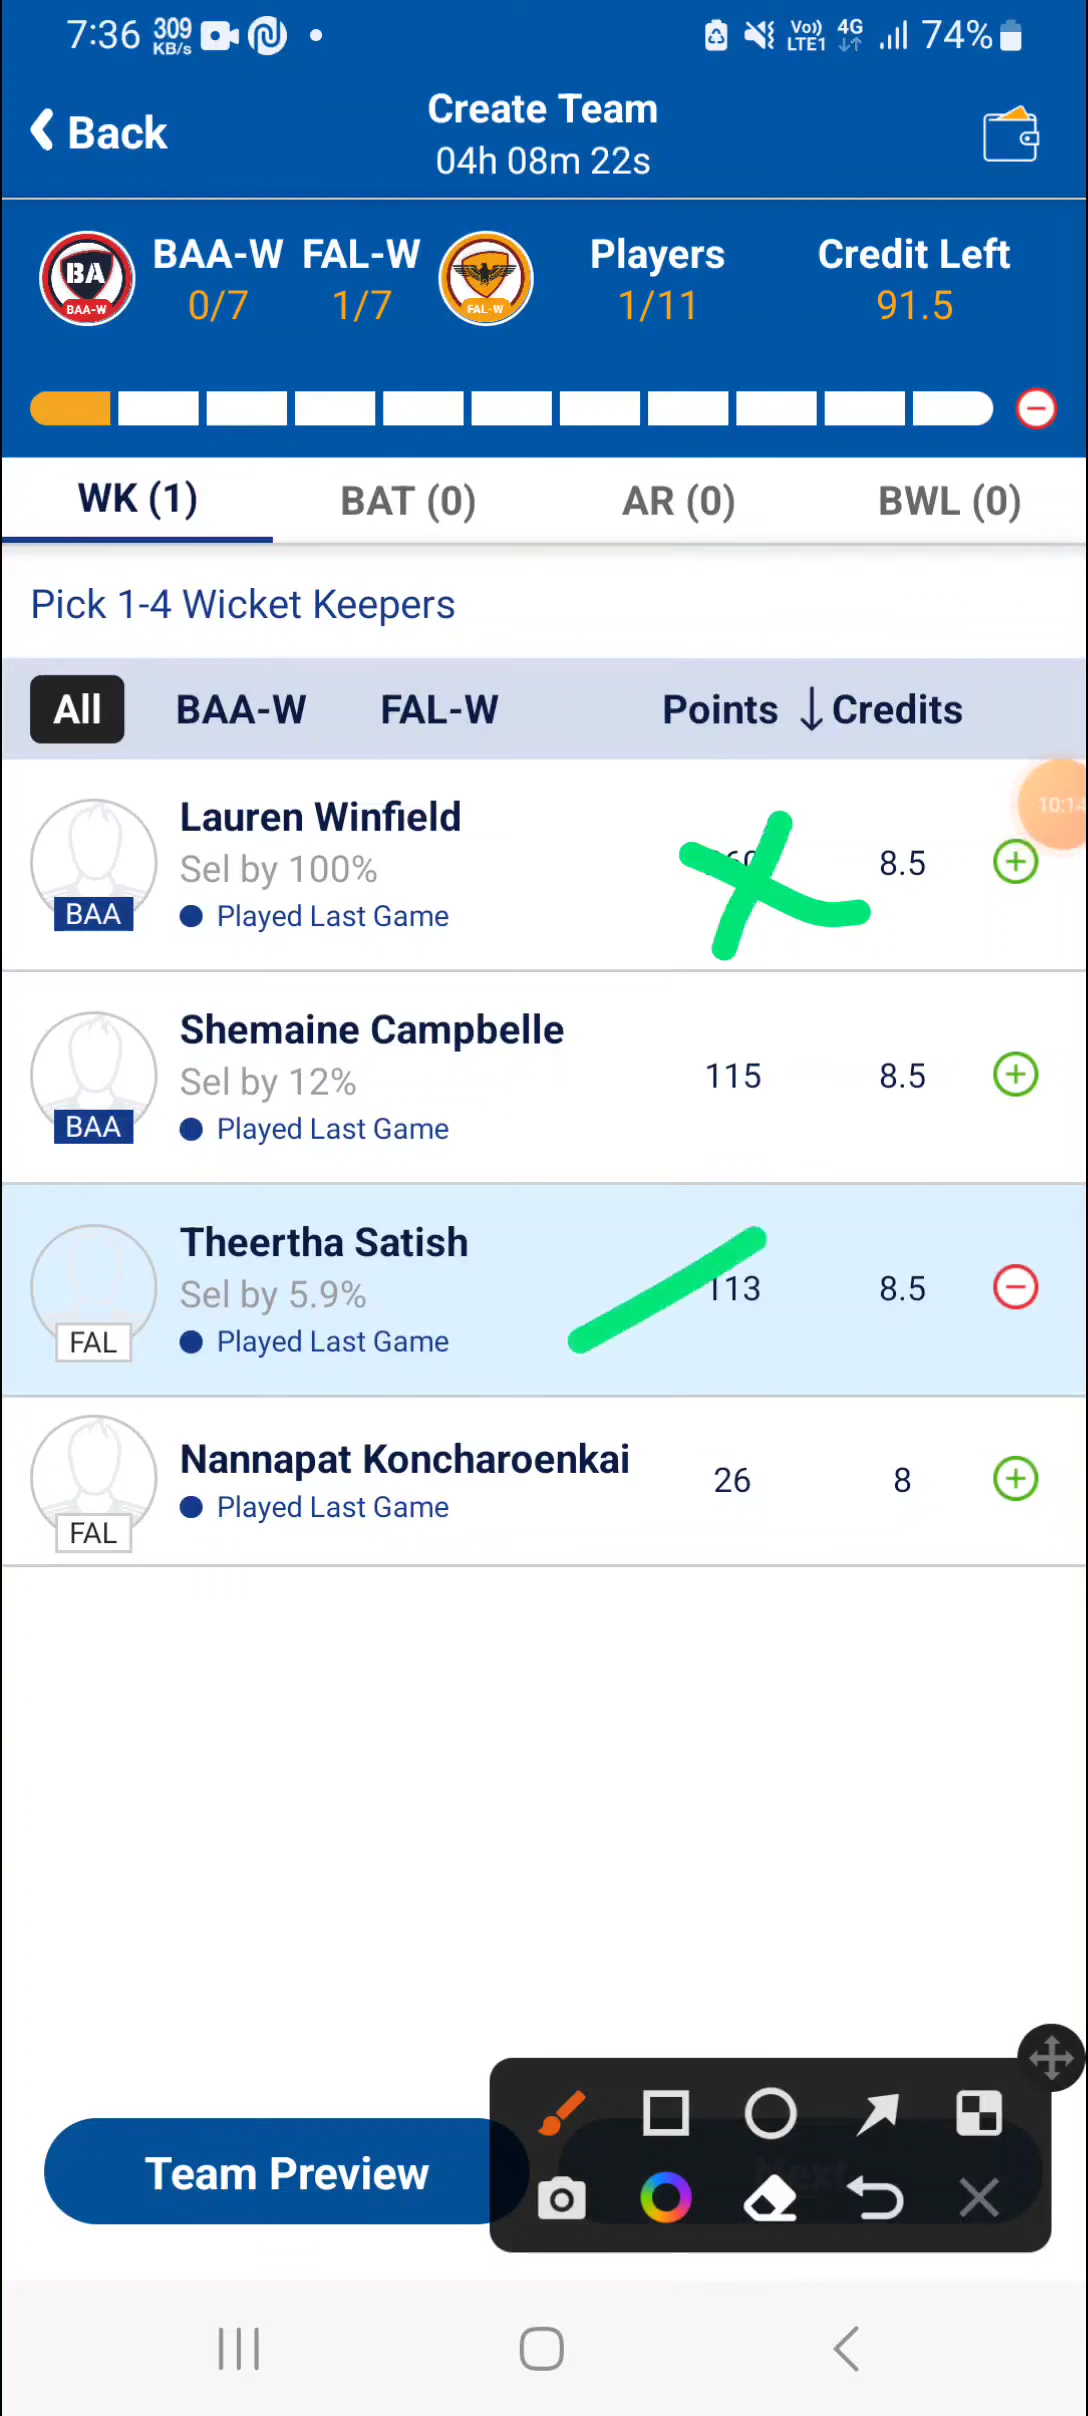 7:36 309 KB/s Vo)) LTE1 4G 74%
Back
Create Team
04h 08m 22s
BA BAA-W
BAA-W FAL-W
0/7 1/7
FAL-W
Players
1/11
Credit Left
91.5
WK (1) BAT (0) AR (0) BWL (0)
Pick 1-4 Wicket Keepers
All BAA-W FAL-W Points ↓ Credits
Lauren Winfield
Sel by 100%
Played Last Game
BAA
8.5
Shemaine Campbelle
Sel by 12%
Played Last Game
BAA
115 8.5
Theertha Satish
Sel by 5.9%
Played Last Game
FAL
113 8.5
Nannapat Koncharoenkai
Played Last Game
FAL
26 8
Team Preview
Next